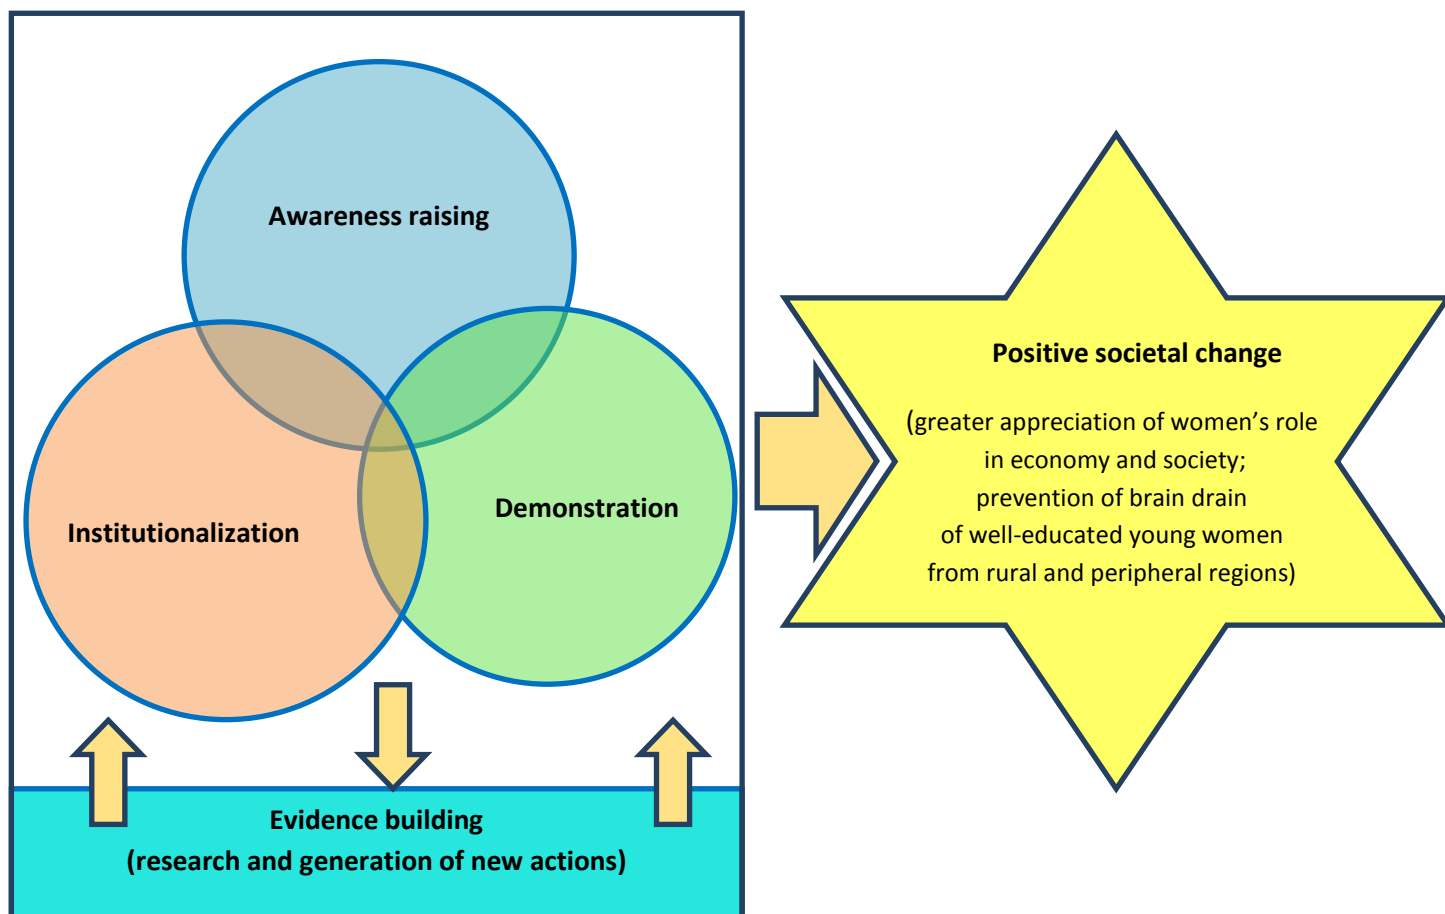 Awareness raising
Institutionalization
Demonstration
Evidence building
(research and generation of new actions)
Positive societal change
(greater appreciation of women’s role
in economy and society;
prevention of brain drain
of well-educated young women
from rural and peripheral regions)